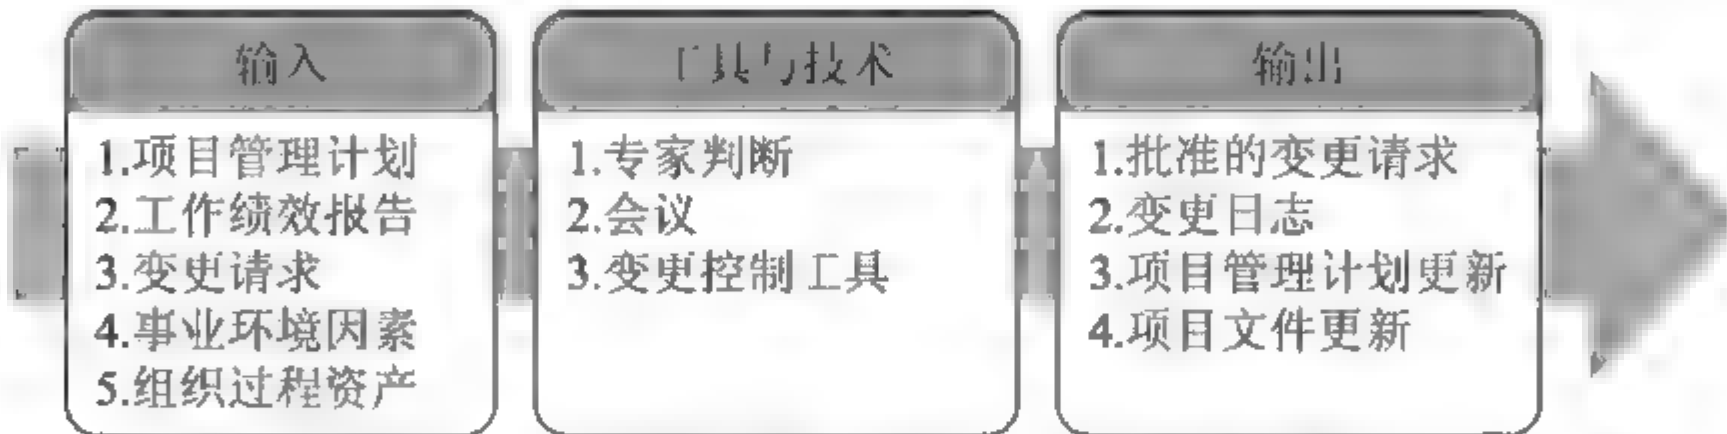 输入
1.项目管理计划
2.工作绩效报告
3.变更请求
4.事业环境因素
5.组织过程资产
工具与技术
1.专家判断
2.会议
3.变更控制工具
输出
1.批准的变更请求
2.变更日志
3.项目管理计划更新
4.项目文件更新